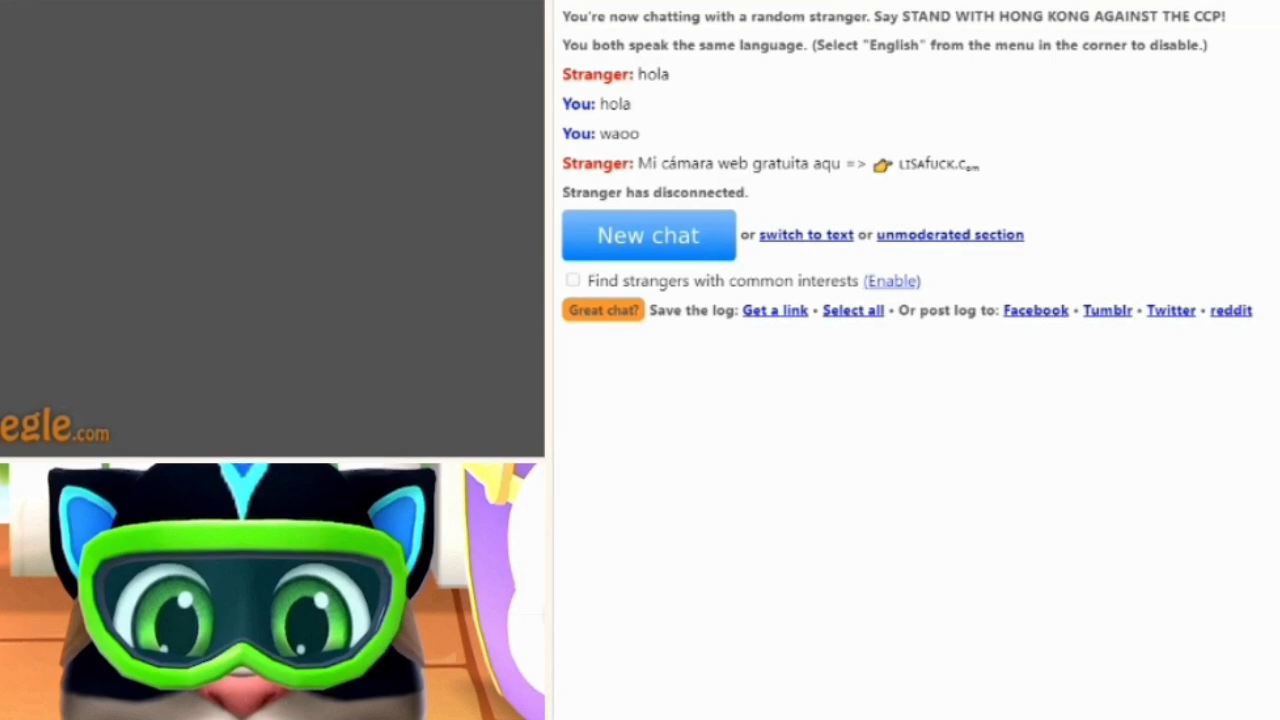 You're now chatting with a random stranger. Say STAND WITH HONG KONG AGAINST THE CCP!
You both speak the same language. (Select "English" from the menu in the corner to disable.)
Stranger: hola
You: hola
You: waoo
Stranger: Mi cámara web gratuita aqu => 👉 LISAfUCK.Cₒₘ
Stranger has disconnected.
New chat or switch to text or unmoderated section
Find strangers with common interests (Enable)
Great chat? Save the log: Get a link • Select all • Or post log to: Facebook • Tumblr • Twitter • reddit
egle.com